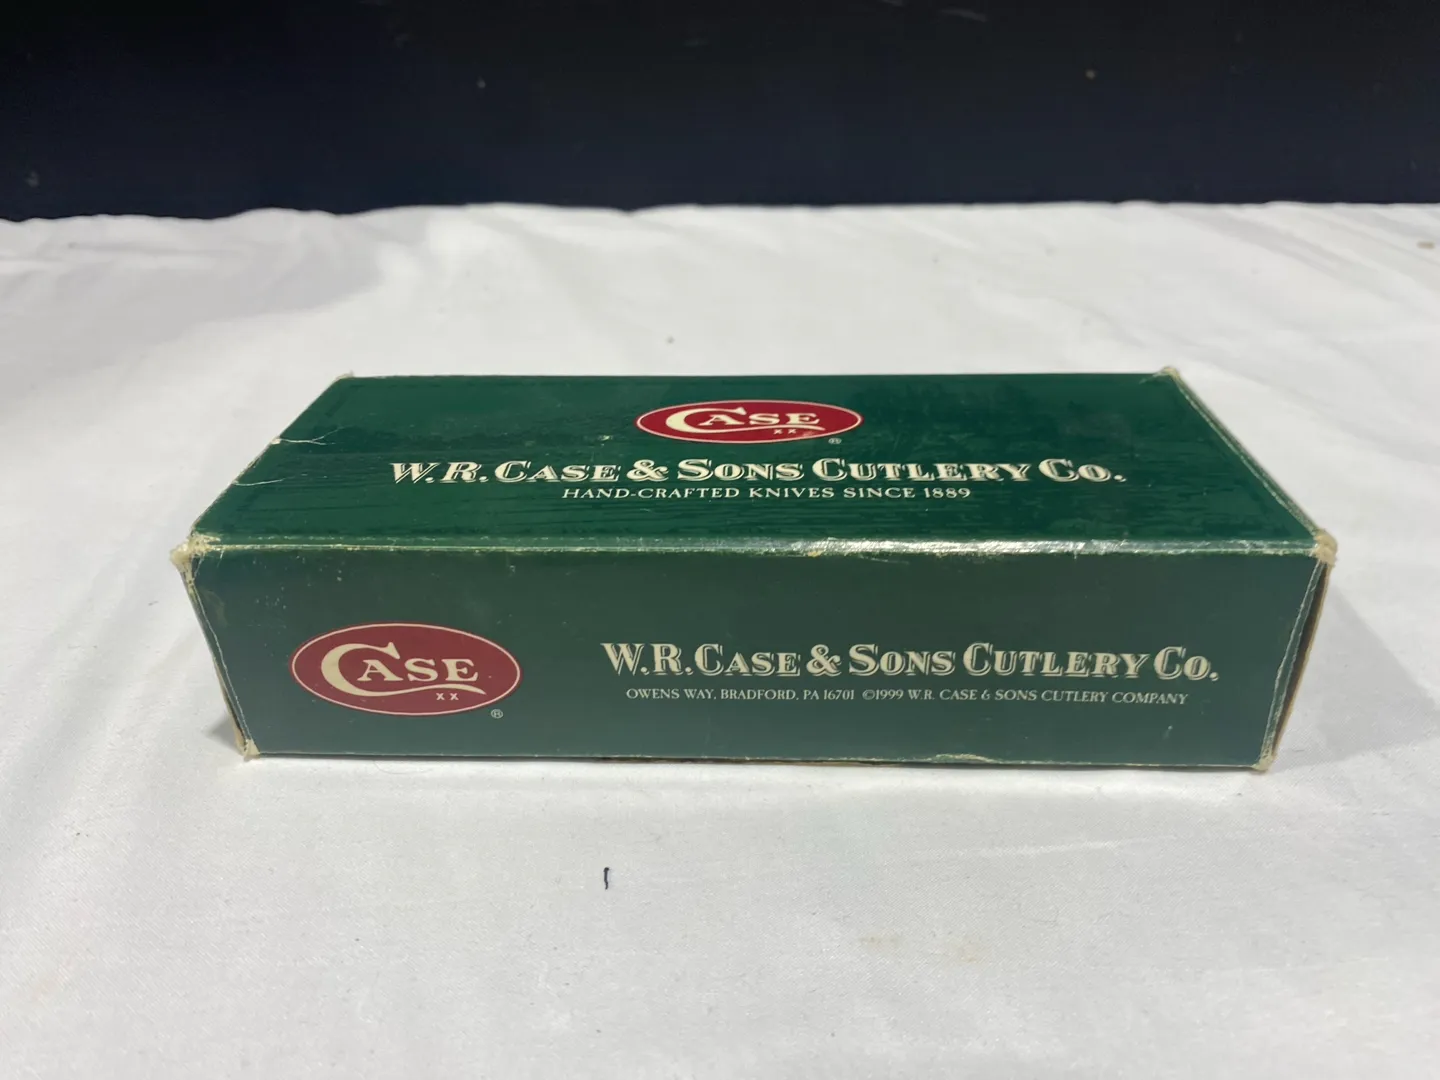 CASE
XX
®
W.R. CASE & SONS CUTLERY CO.
HAND-CRAFTED KNIVES SINCE 1889
CASE
XX
®
W.R. CASE & SONS CUTLERY CO.
OWENS WAY, BRADFORD, PA 16701 ©1999 W.R. CASE & SONS CUTLERY COMPANY